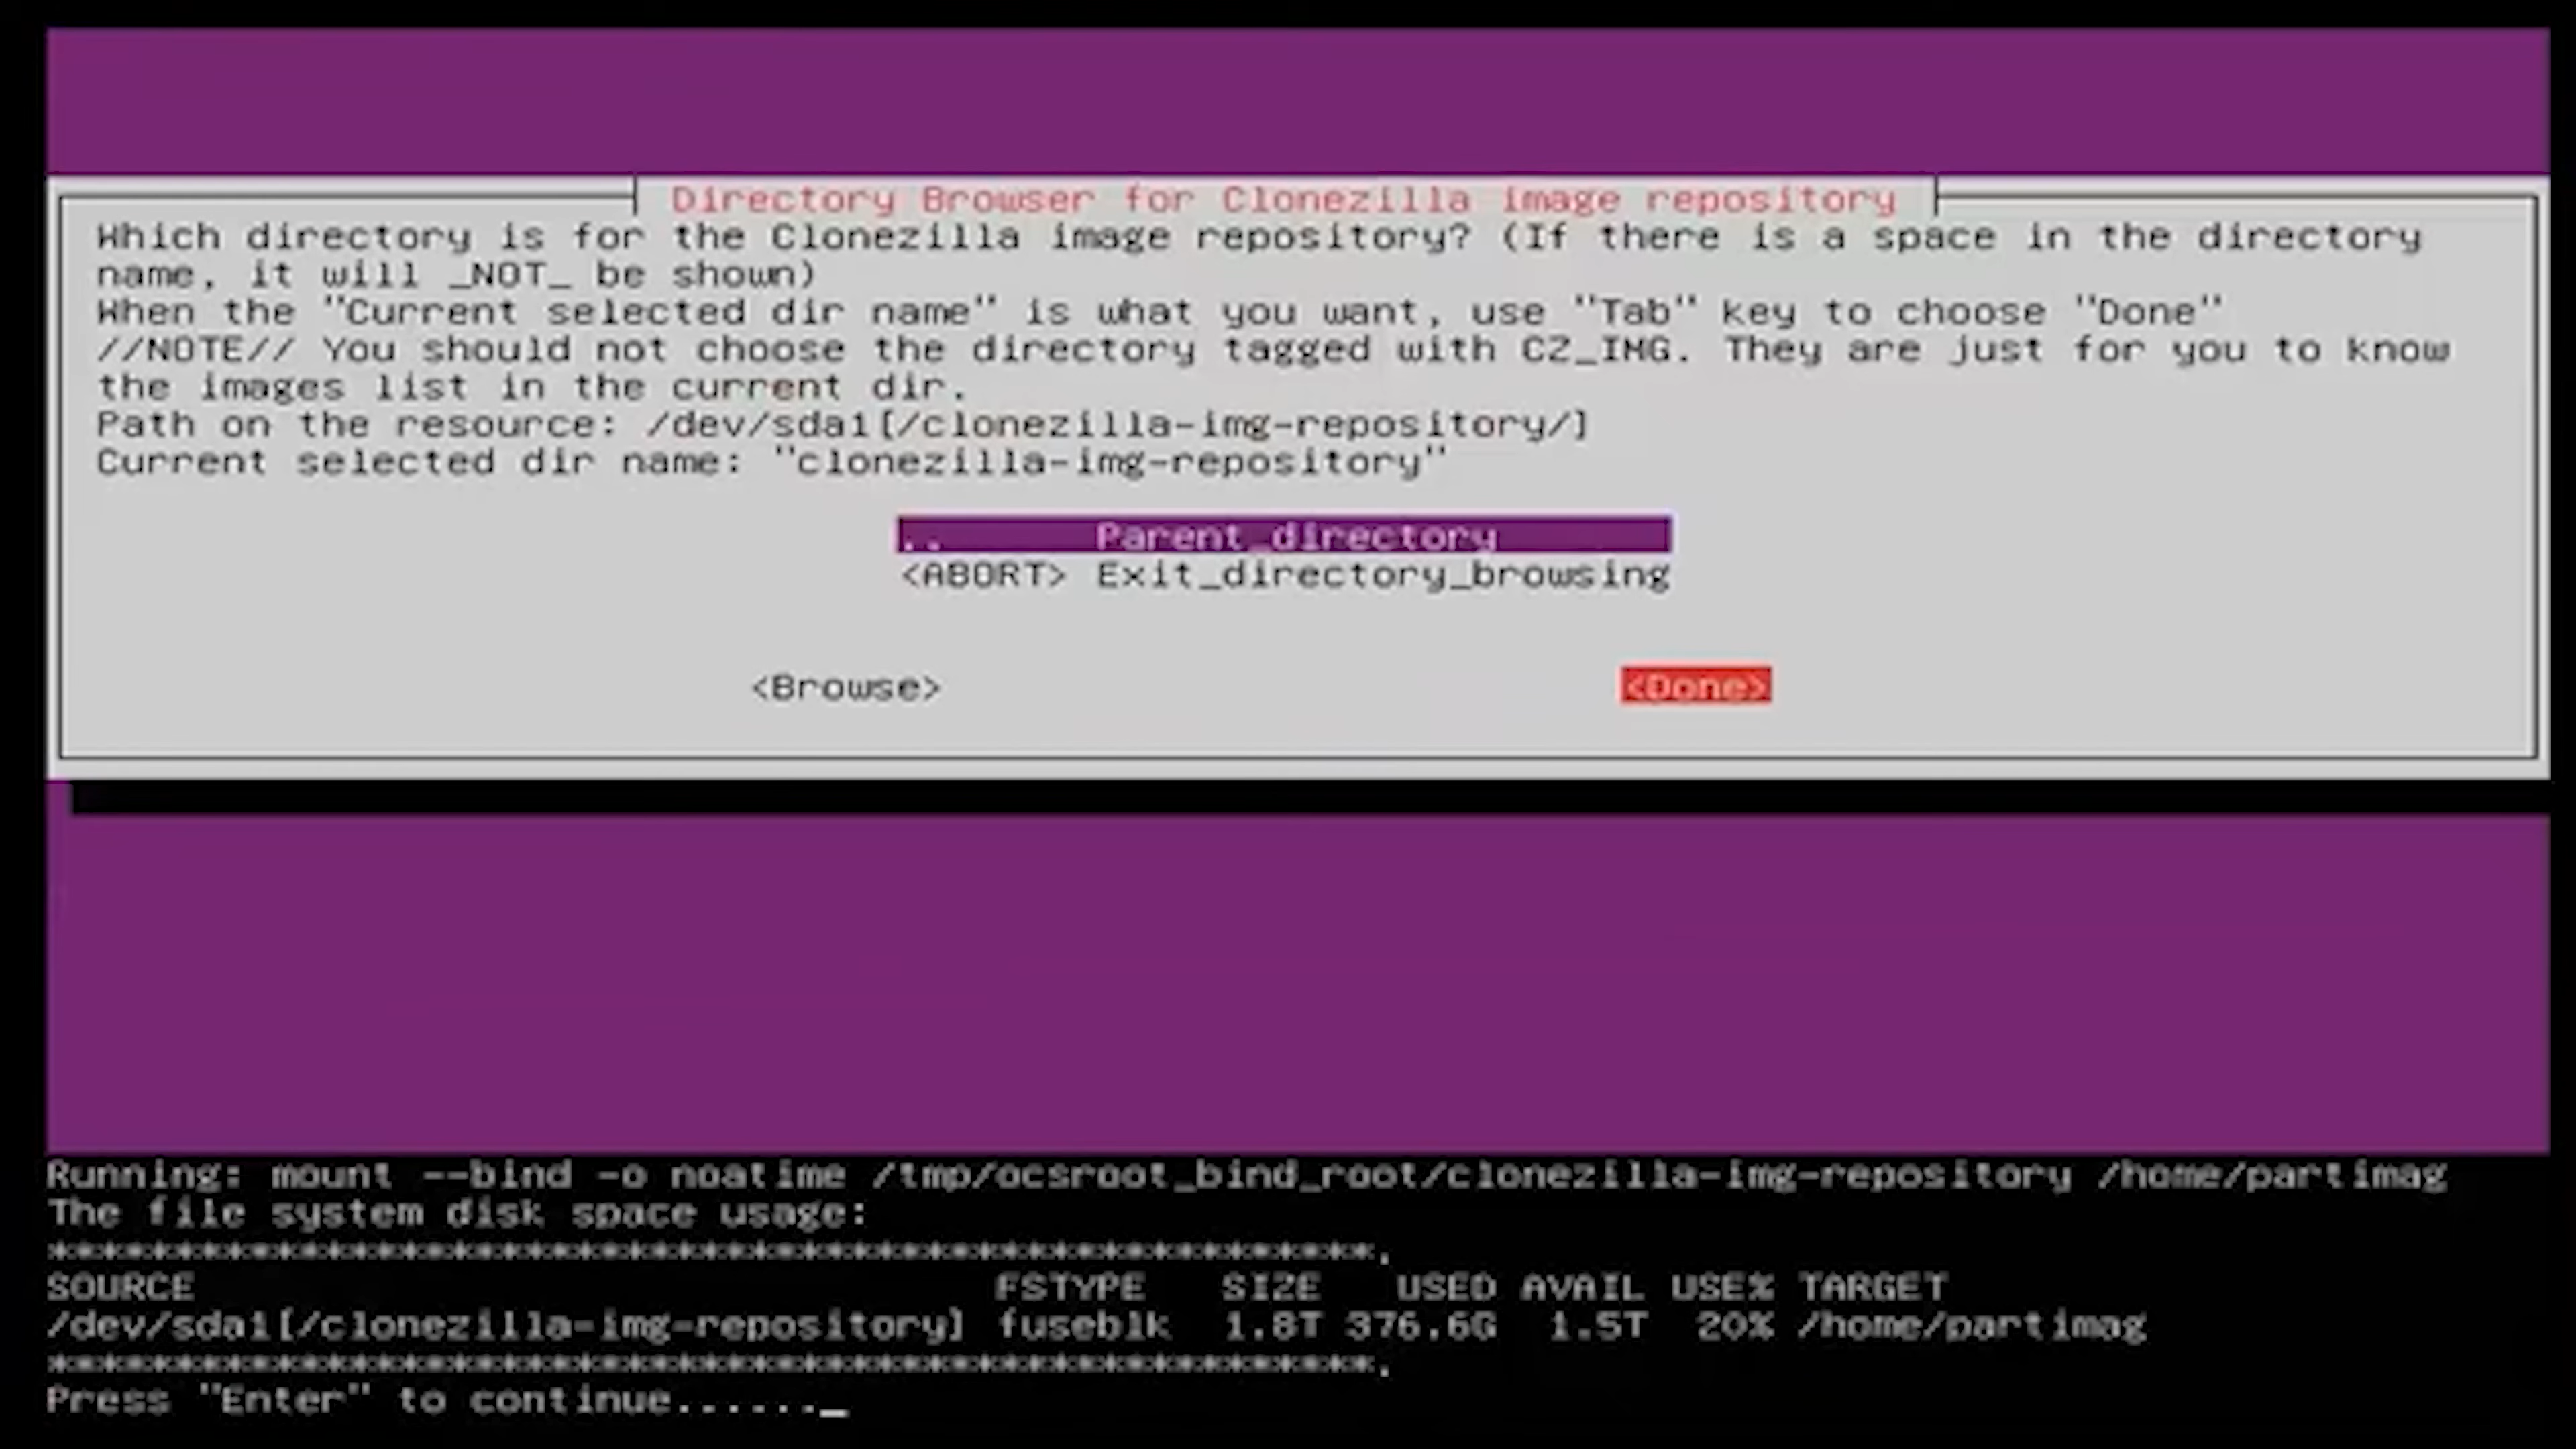 Directory Browser for Clonezilla image repository
Which directory is for the Clonezilla image repository? (If there is a space in the directory
name, it will _NOT_ be shown)
When the "Current selected dir name" is what you want, use "Tab" key to choose "Done"
//NOTE// You should not choose the directory tagged with CZ_IMG. They are just for you to know
the images list in the current dir.
Path on the resource: /dev/sda1[/clonezilla-img-repository/]
Current selected dir name: "clonezilla-img-repository"
.. Parent_directory
<ABORT> Exit_directory_browsing
<Browse> <Done>
Running: mount --bind -o noatime /tmp/ocsroot_bind_root/clonezilla-img-repository /home/partimag
The file system disk space usage:
*****************************************************.
SOURCE FSTYPE SIZE USED AVAIL USE% TARGET
/dev/sda1[/clonezilla-img-repository] fuseblk 1.8T 376.6G 1.5T 20% /home/partimag
*****************************************************.
Press "Enter" to continue......_